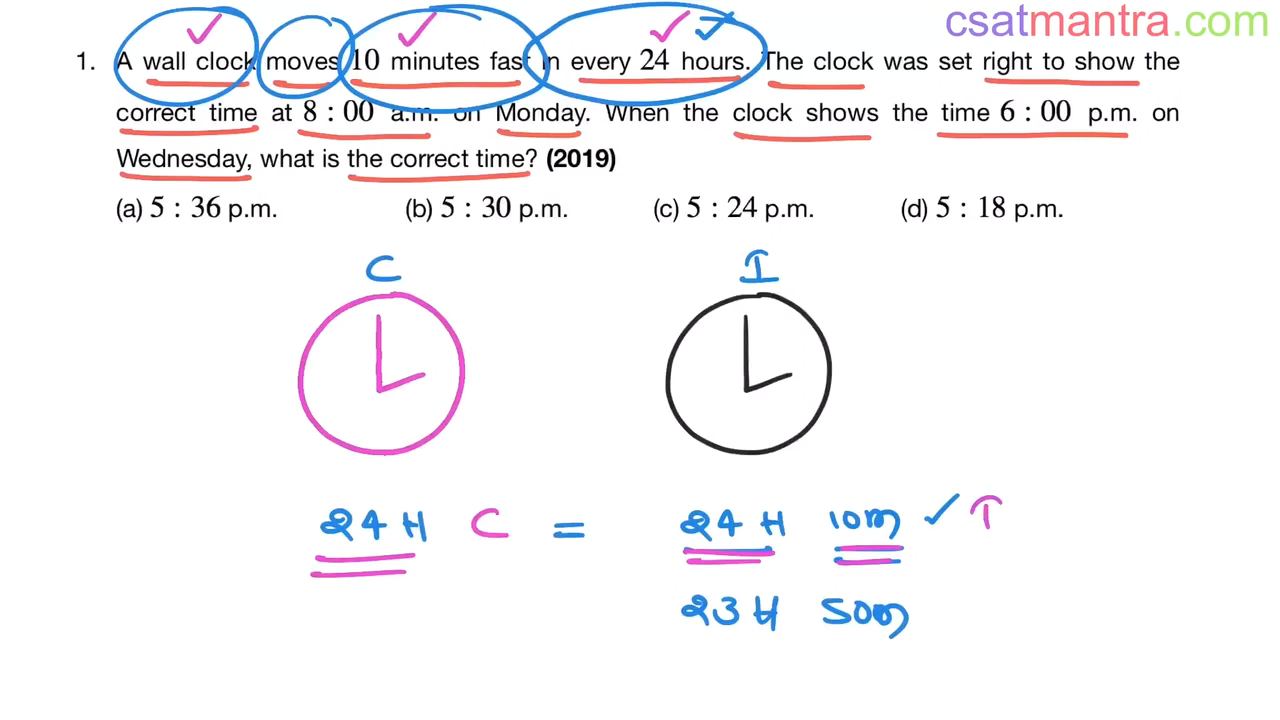 csatmantra.com
1. A wall clock moves 10 minutes fast in every 24 hours. The clock was set right to show the
correct time at 8 : 00 a.m. on Monday. When the clock shows the time 6 : 00 p.m. on
Wednesday, what is the correct time? (2019)
(a) 5 : 36 p.m. (b) 5 : 30 p.m. (c) 5 : 24 p.m. (d) 5 : 18 p.m.
C I
24 H C = 24 H 10m ✓ I
23 H 50m